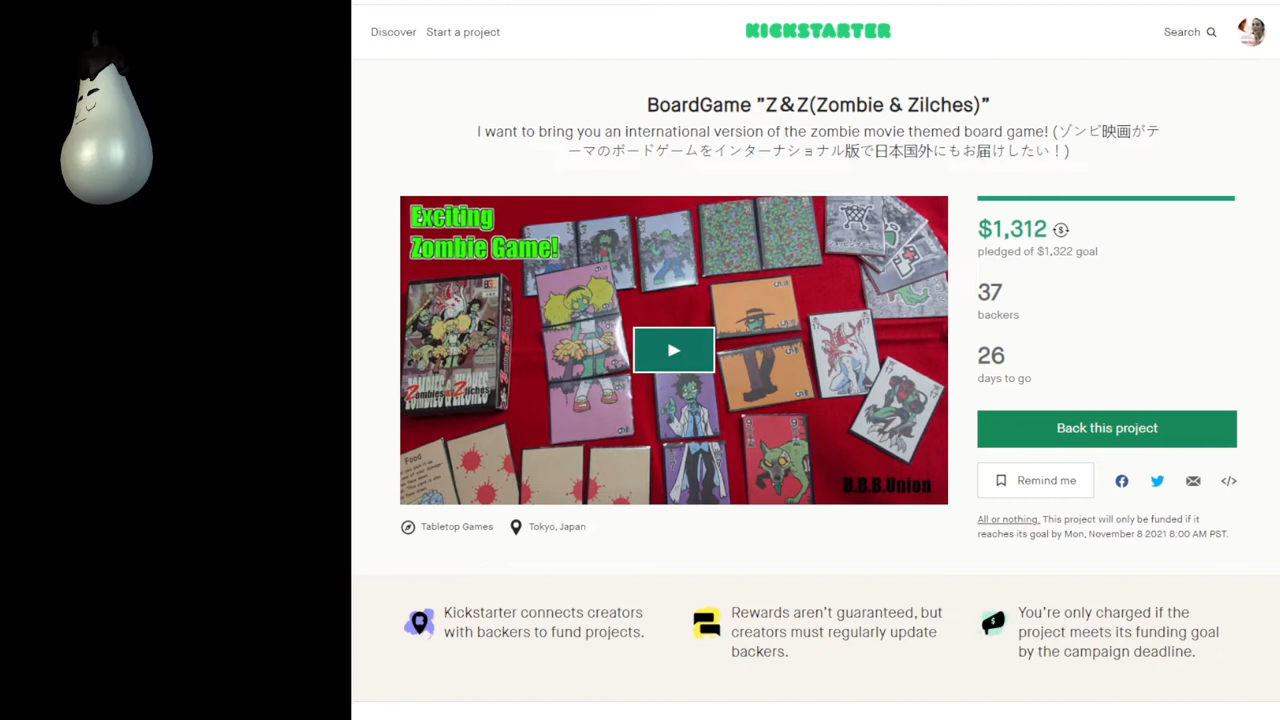 Discover Start a project KICKSTARTER Search
BoardGame ”Z＆Z(Zombie & Zilches)”
I want to bring you an international version of the zombie movie themed board game! (ゾンビ映画がテ
ーマのボードゲームをインターナショナル版で日本国外にもお届けしたい！)
Exciting
Zombie Game!
Zombies & Zilches
Food
B.B.B.Union
$1,312
pledged of $1,322 goal
37
backers
26
days to go
Back this project
Remind me
All or nothing. This project will only be funded if it
reaches its goal by Mon, November 8 2021 8:00 AM PST.
Tabletop Games Tokyo, Japan
Kickstarter connects creators
with backers to fund projects.
Rewards aren’t guaranteed, but
creators must regularly update
backers.
You’re only charged if the
project meets its funding goal
by the campaign deadline.